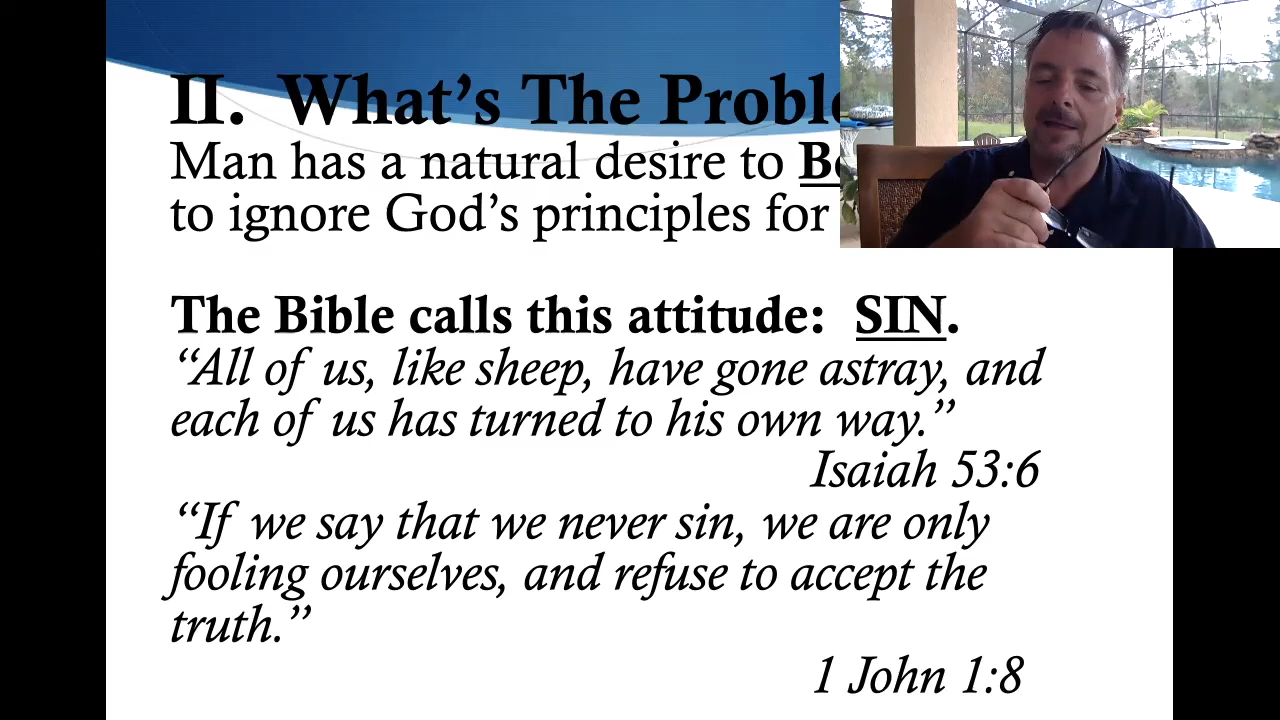 II. What's The Probl
Man has a natural desire to
to ignore God's principles for
The Bible calls this attitude: SIN.
“All of us, like sheep, have gone astray, and
each of us has turned to his own way.”
Isaiah 53:6
“If we say that we never sin, we are only
fooling ourselves, and refuse to accept the
truth.”
1 John 1:8